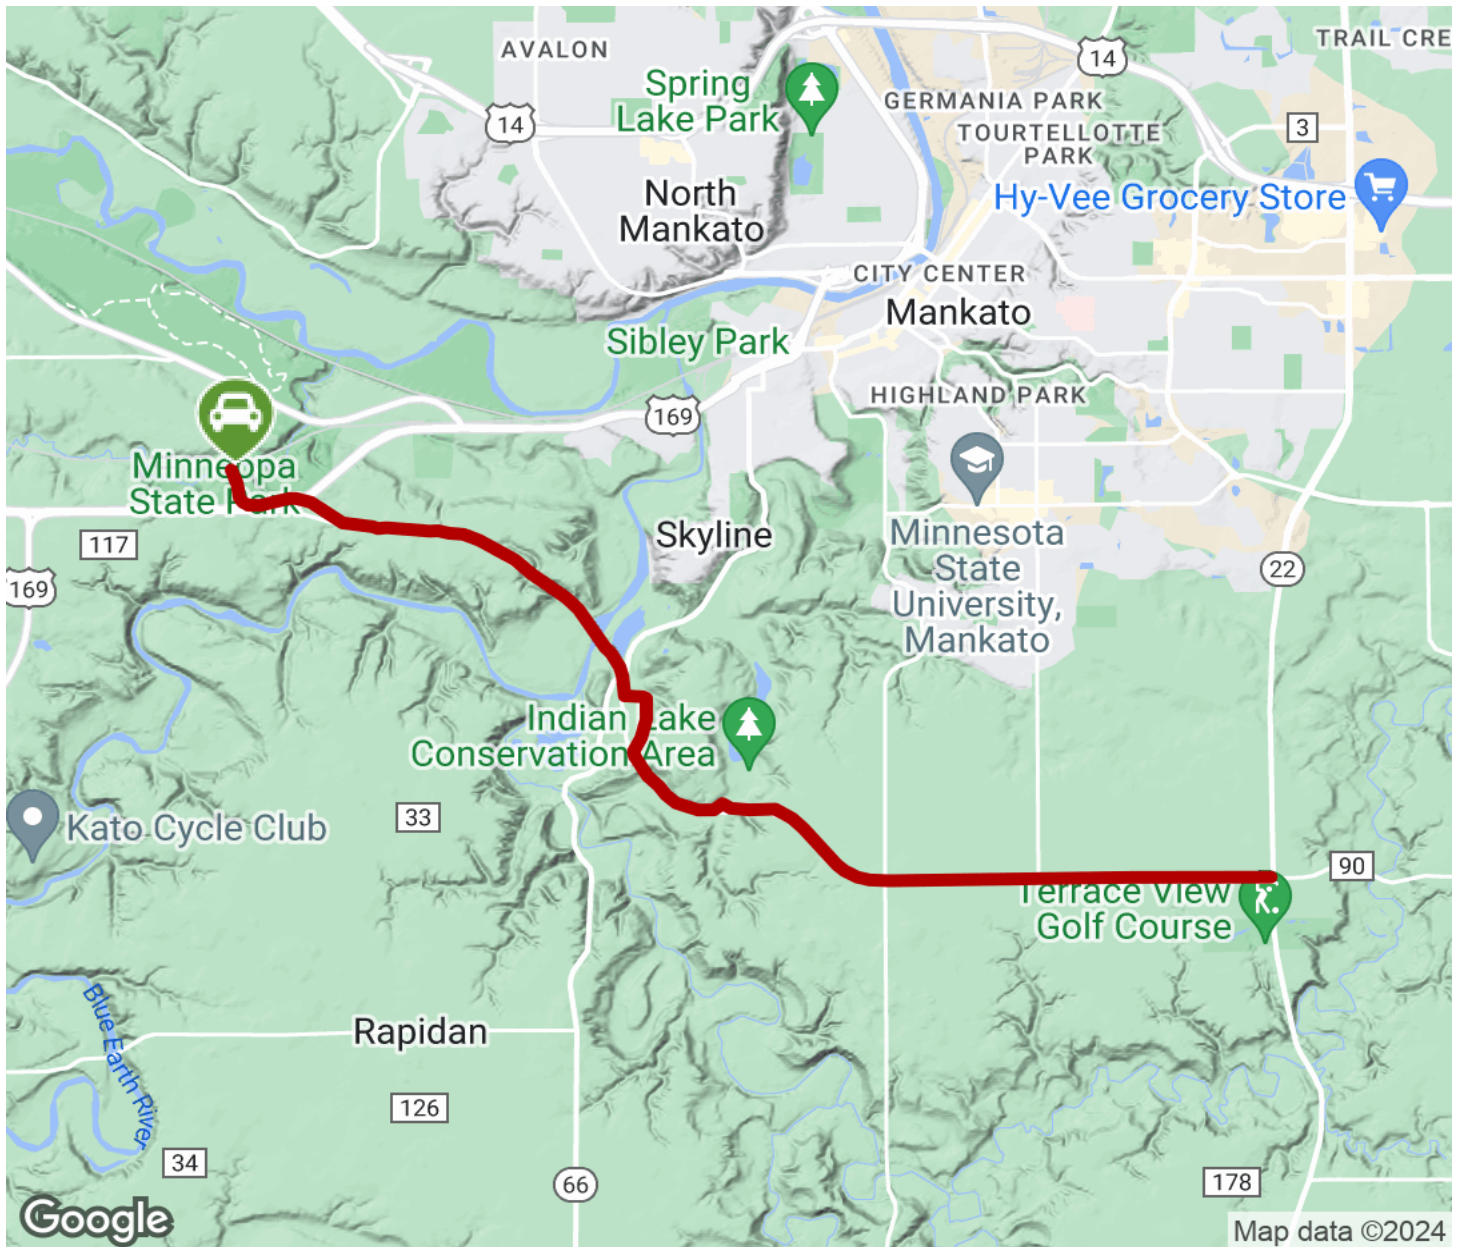 AVALON
TRAIL CRE
14
Spring
Lake Park
GERMANIA PARK
14
3
TOURTELLOTTE
PARK
North
Mankato
Hy-Vee Grocery Store
CITY CENTER
Mankato
Sibley Park
HIGHLAND PARK
169
Minneopa
State Park
117
Skyline
Minnesota
State
University,
Mankato
22
169
Indian Lake
Conservation Area
33
Kato Cycle Club
90
Terrace View
Golf Course
Blue Earth River
Rapidan
126
34
66
178
Google
Map data ©2024